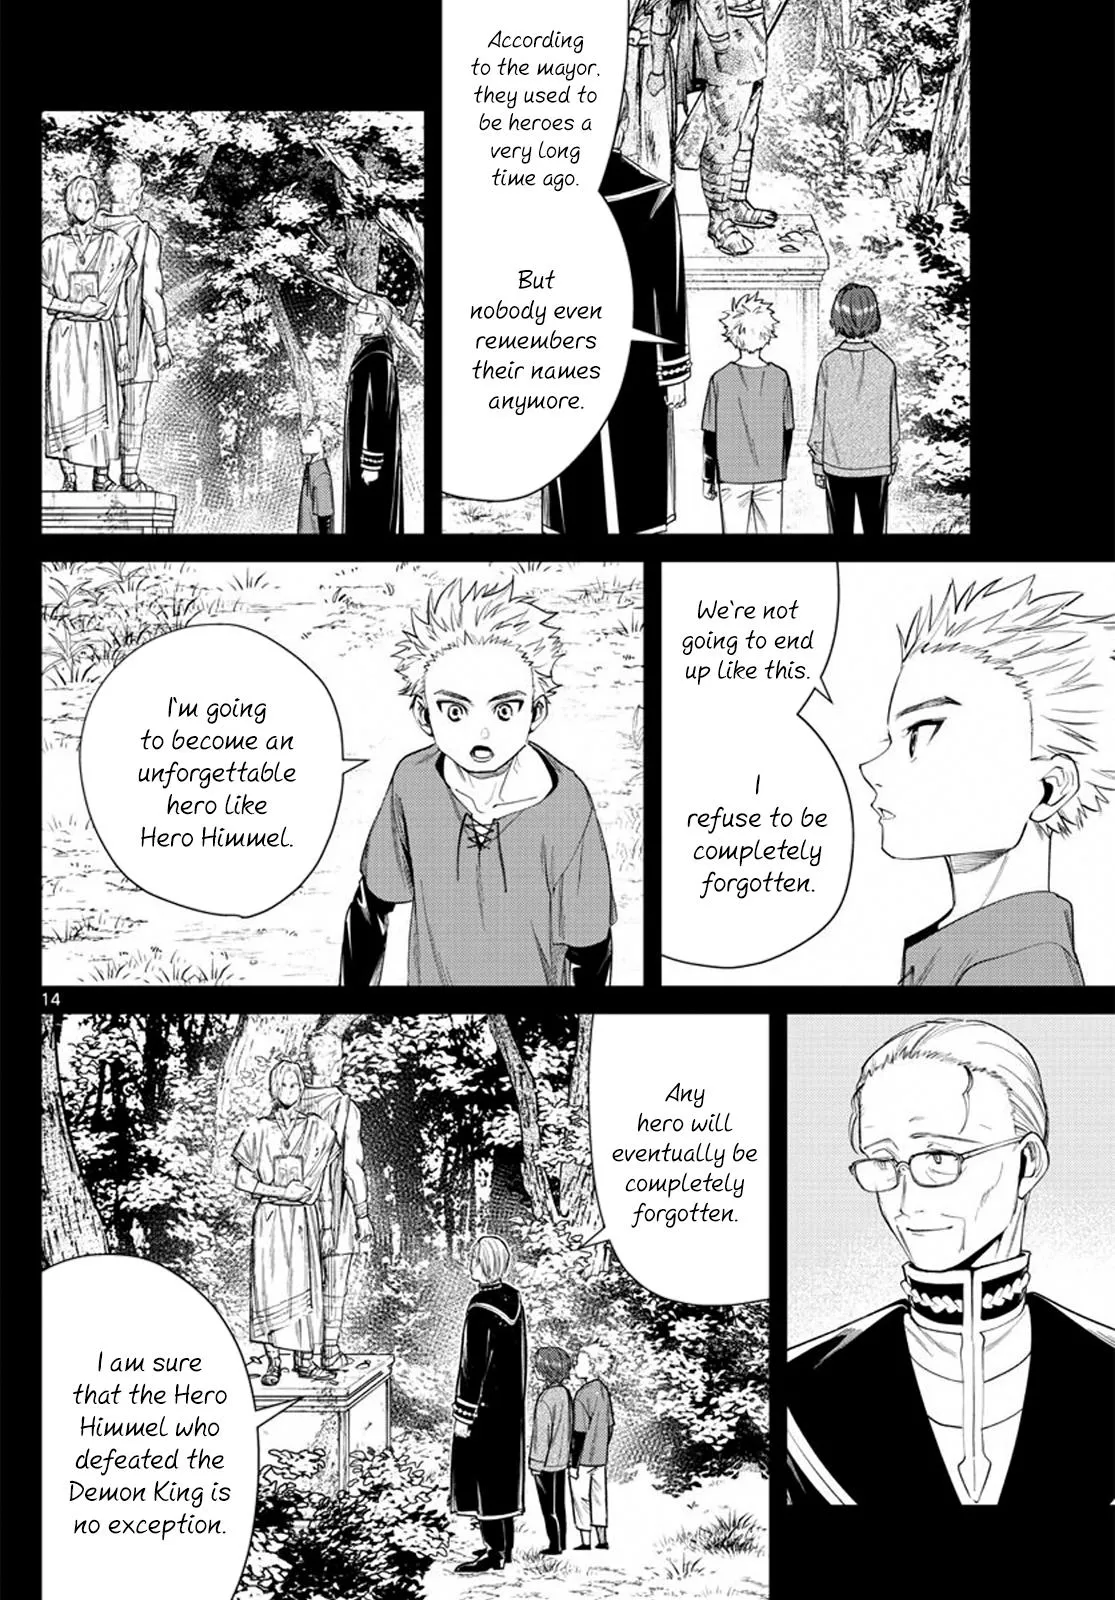 According
to the mayor,
they used to
be heroes a
very long
time ago.
But
nobody even
remembers
their names
anymore.
We're not
going to end
up like this.
I
refuse to be
completely
forgotten.
I'm going
to become an
unforgettable
hero like
Hero Himmel.
14
Any
hero will
eventually be
completely
forgotten.
I am sure
that the Hero
Himmel who
defeated the
Demon King is
no exception.